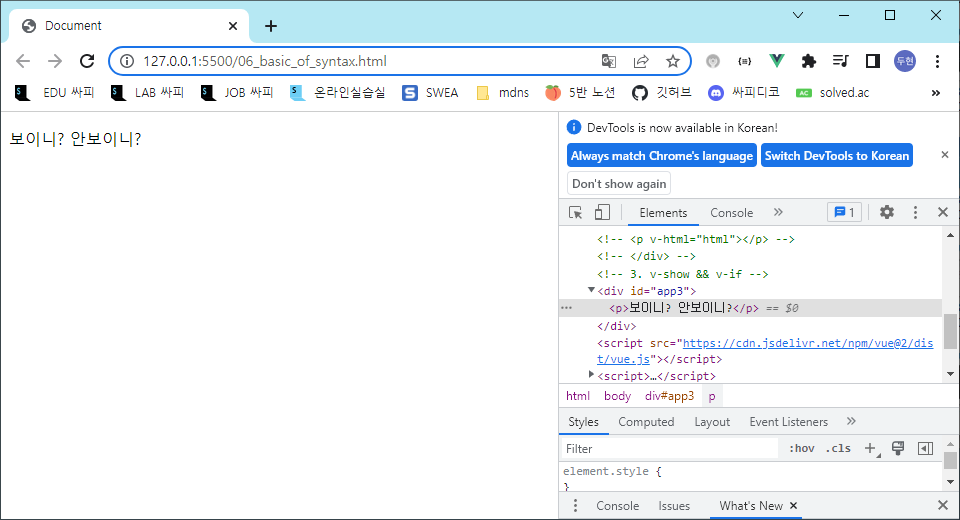 Document
127.0.0.1:5500/06_basic_of_syntax.html
두현
EDU 싸피 LAB 싸피 JOB 싸피 온라인실습실 SWEA mdns 5반 노션 깃허브 싸피디코 solved.ac »
보이니? 안보이니?
DevTools is now available in Korean!
Always match Chrome's language Switch DevTools to Korean
Don't show again
Elements Console » 1
<!-- <p v-html="html"></p> -->
<!-- </div> -->
<!-- 3. v-show && v-if -->
<div id="app3">
<p>보이니? 안보이니?</p> == $0
</div>
<script src="https://cdn.jsdelivr.net/npm/vue@2/dis
t/vue.js"></script>
<script>…</script>
html body div#app3 p
Styles Computed Layout Event Listeners »
Filter :hov .cls
element.style {
}
Console Issues What's New